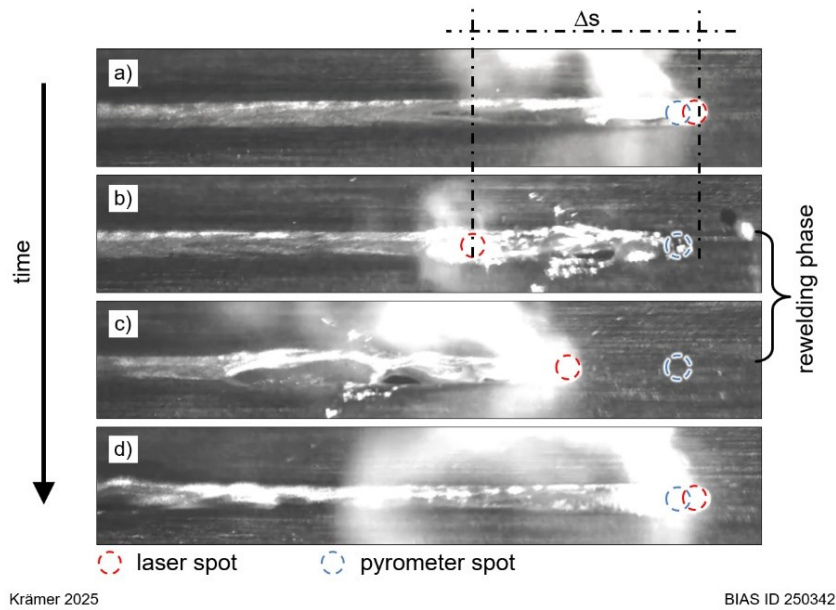 Δs
a)
b)
c)
d)
time
rewelding phase
laser spot
pyrometer spot
Krämer 2025
BIAS ID 250342